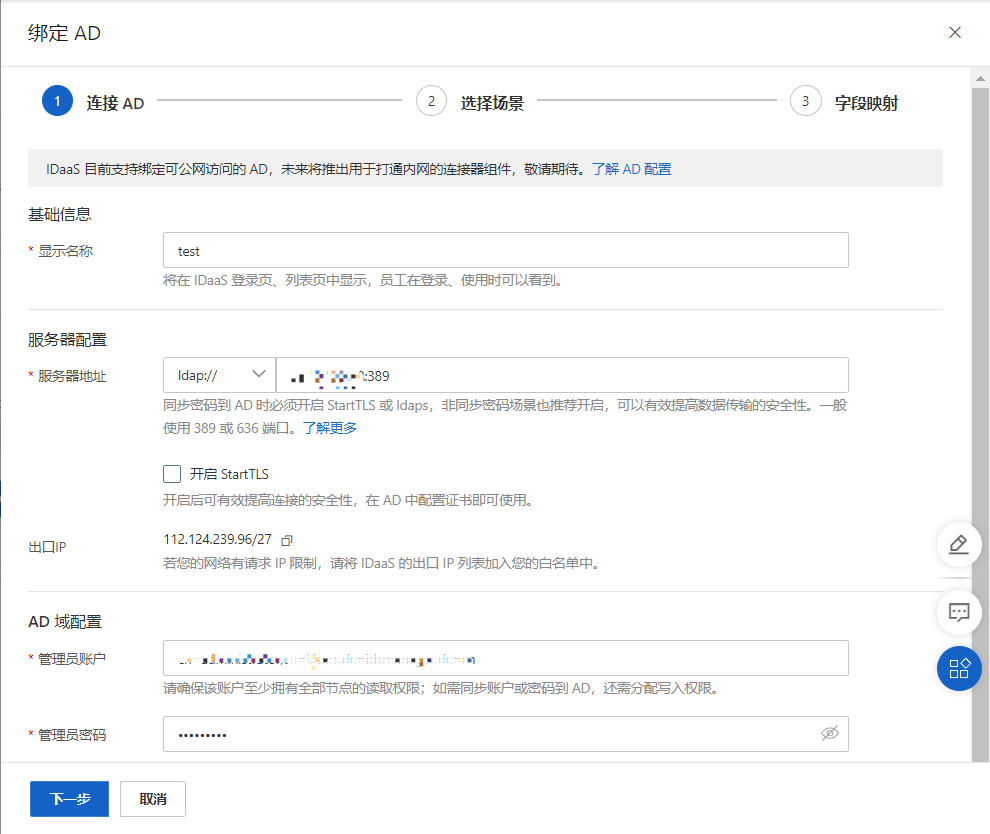 绑定 AD
1 连接 AD 2 选择场景 3 字段映射
IDaaS 目前支持绑定可公网访问的 AD，未来将推出用于打通内网的连接器组件，敬请期待。了解 AD 配置
基础信息
* 显示名称 test
将在 IDaaS 登录页、列表页中显示，员工在登录、使用时可以看到。
服务器配置
* 服务器地址 ldap:// :389
同步密码到 AD 时必须开启 StartTLS 或 ldaps，非同步密码场景也推荐开启，可以有效提高数据传输的安全性。一般
使用 389 或 636 端口。了解更多
开启 StartTLS
开启后可有效提高连接的安全性，在 AD 中配置证书即可使用。
出口IP 112.124.239.96/27
若您的网络有请求 IP 限制，请将 IDaaS 的出口 IP 列表加入您的白名单中。
AD 域配置
* 管理员账户
请确保该账户至少拥有全部节点的读取权限；如需同步账户或密码到 AD，还需分配写入权限。
* 管理员密码 •••••••••
下一步 取消